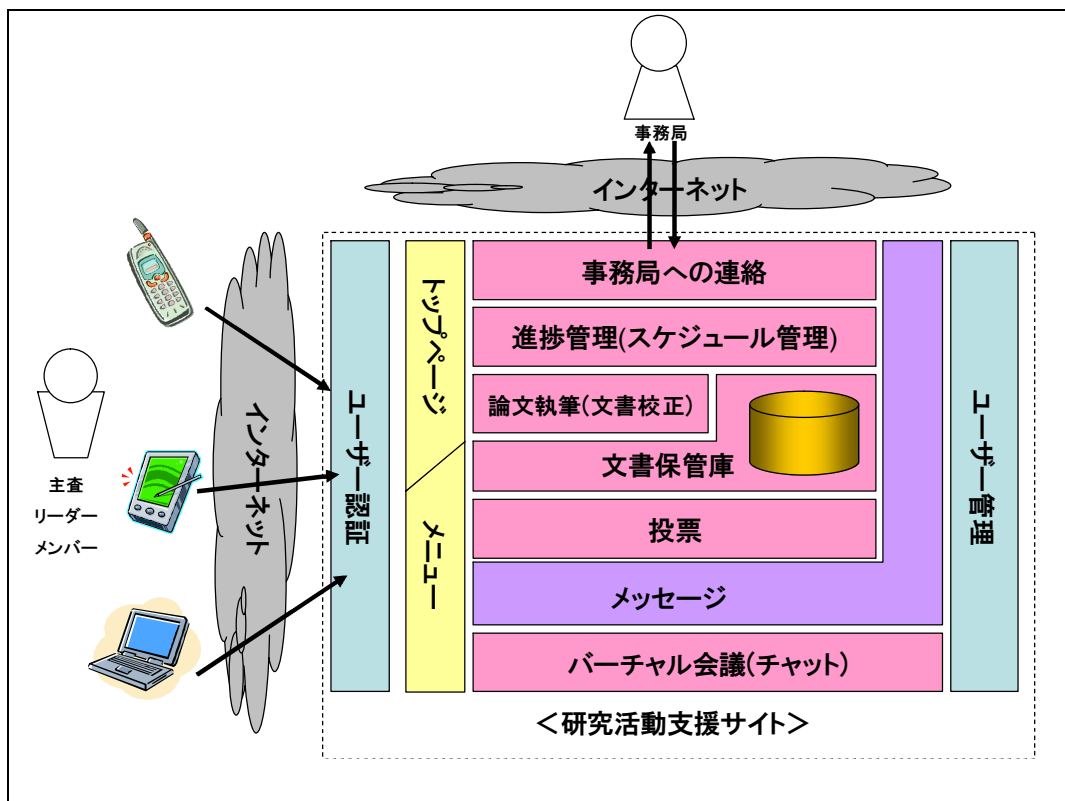 事務局
インターネット
事務局への連絡
進捗管理(スケジュール管理)
論文執筆(文書校正)
文書保管庫
投票
メッセージ
バーチャル会議(チャット)
トップページ
メニュー
ユーザー認証
ユーザー管理
インターネット
主査
リーダー
メンバー
＜研究活動支援サイト＞